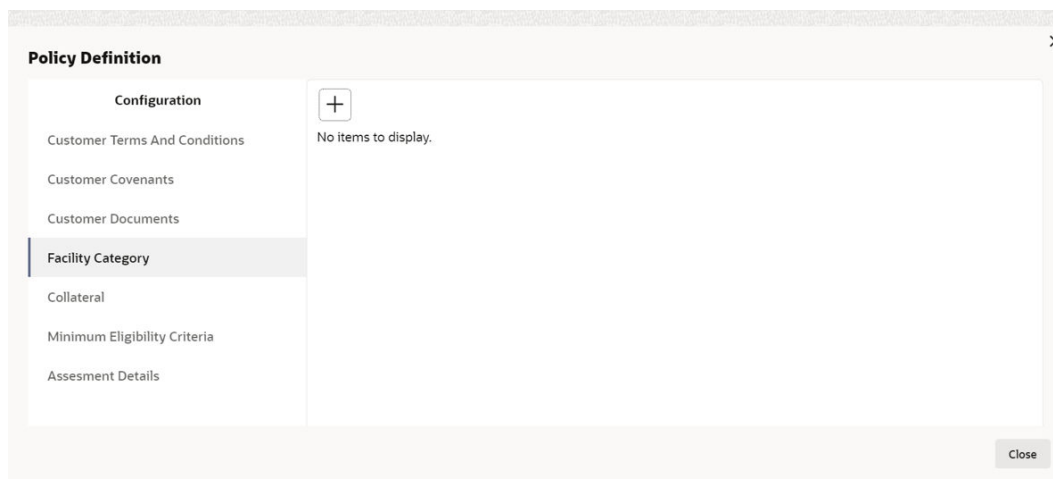 Policy Definition
Configuration
Customer Terms And Conditions
Customer Covenants
Customer Documents
Facility Category
Collateral
Minimum Eligibility Criteria
Assesment Details
No items to display.
Close